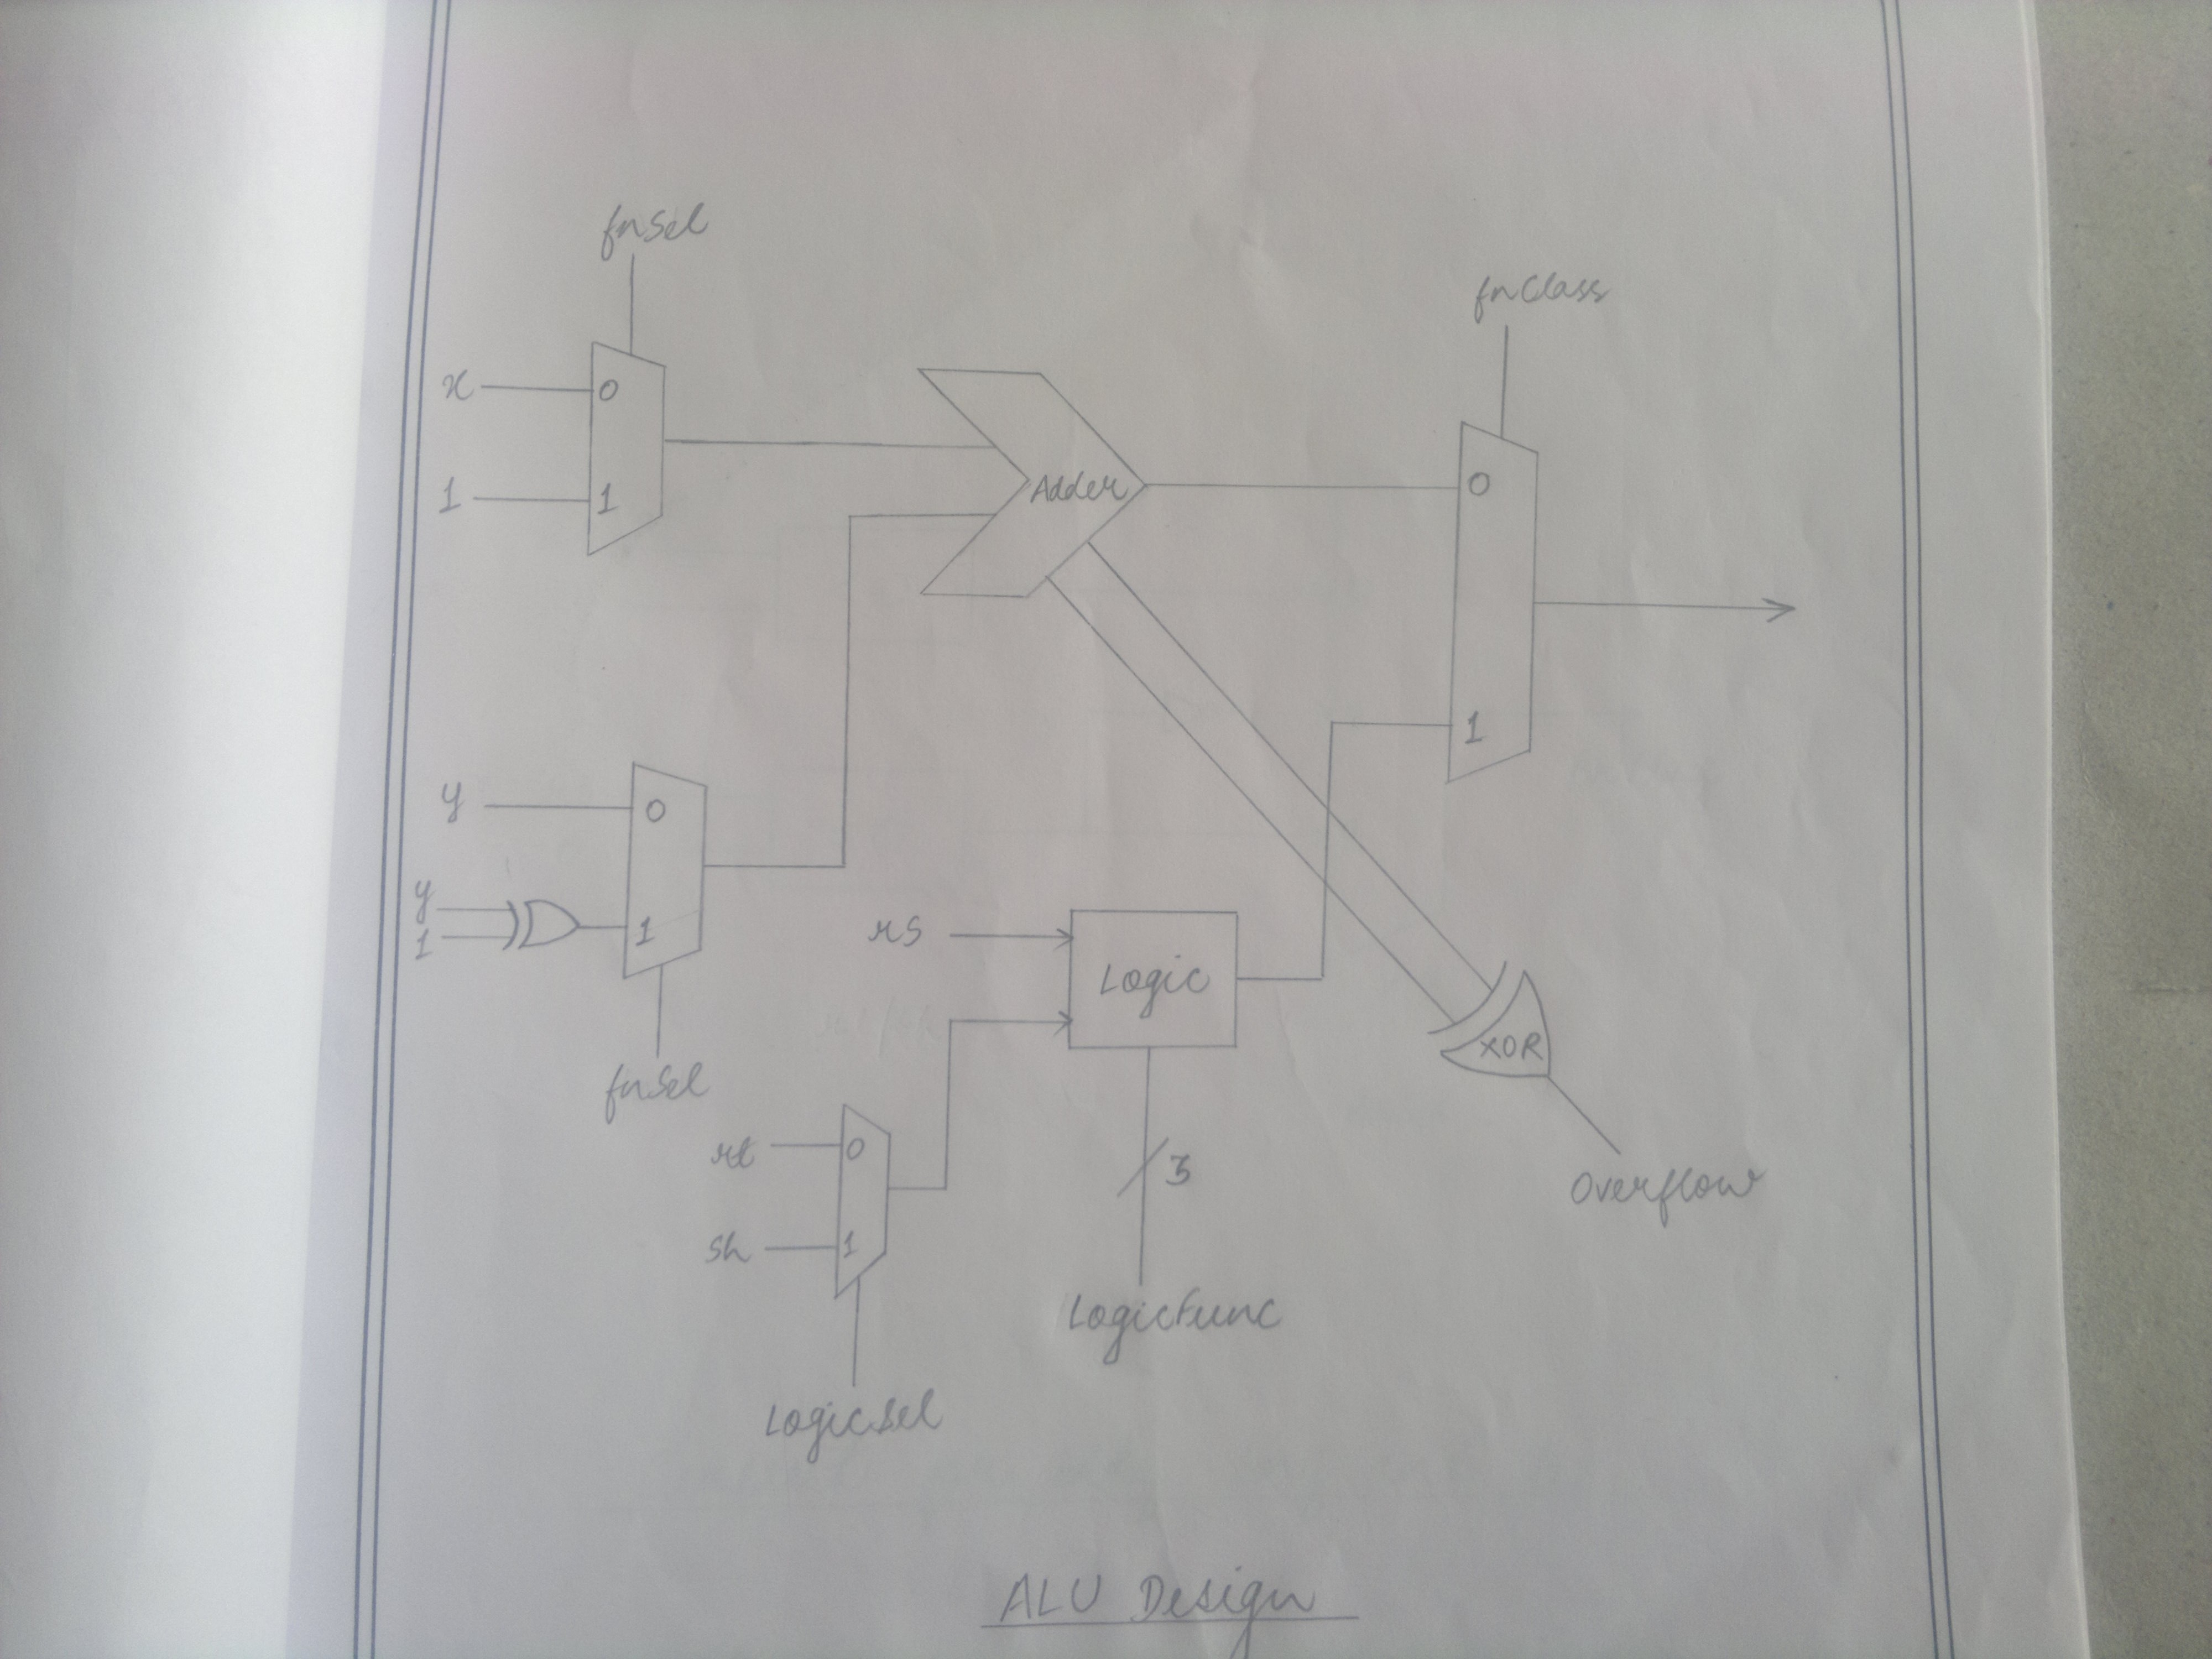 fnSel
fnClass
x
0
1
1
Adder
0
1
y
0
y
1
1
fnSel
rs
Logic
XOR
rt
0
sh
1
3
Overflow
LogicFunc
LogicSel
ALU Design